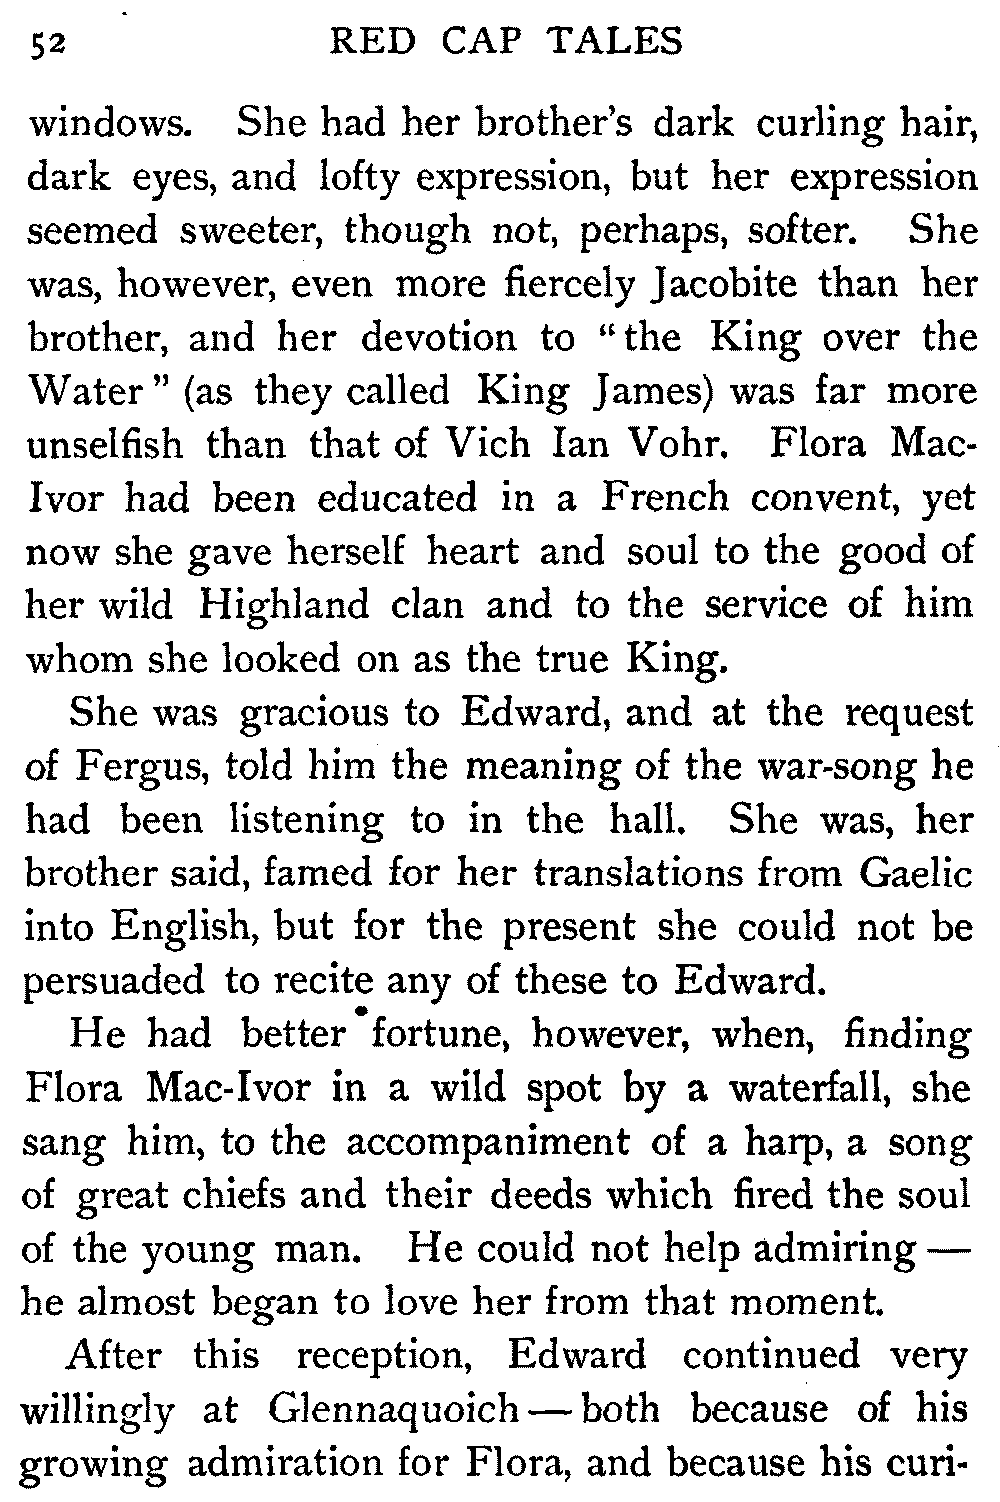 52 RED CAP TALES
windows. She had her brother's dark curling hair,
dark eyes, and lofty expression, but her expression
seemed sweeter, though not, perhaps, softer. She
was, however, even more fiercely Jacobite than her
brother, and her devotion to "the King over the
Water" (as they called King James) was far more
unselfish than that of Vich Ian Vohr. Flora Mac-
Ivor had been educated in a French convent, yet
now she gave herself heart and soul to the good of
her wild Highland clan and to the service of him
whom she looked on as the true King.
She was gracious to Edward, and at the request
of Fergus, told him the meaning of the war-song he
had been listening to in the hall. She was, her
brother said, famed for her translations from Gaelic
into English, but for the present she could not be
persuaded to recite any of these to Edward.
He had better fortune, however, when, finding
Flora Mac-Ivor in a wild spot by a waterfall, she
sang him, to the accompaniment of a harp, a song
of great chiefs and their deeds which fired the soul
of the young man. He could not help admiring —
he almost began to love her from that moment.
After this reception, Edward continued very
willingly at Glennaquoich — both because of his
growing admiration for Flora, and because his curi-